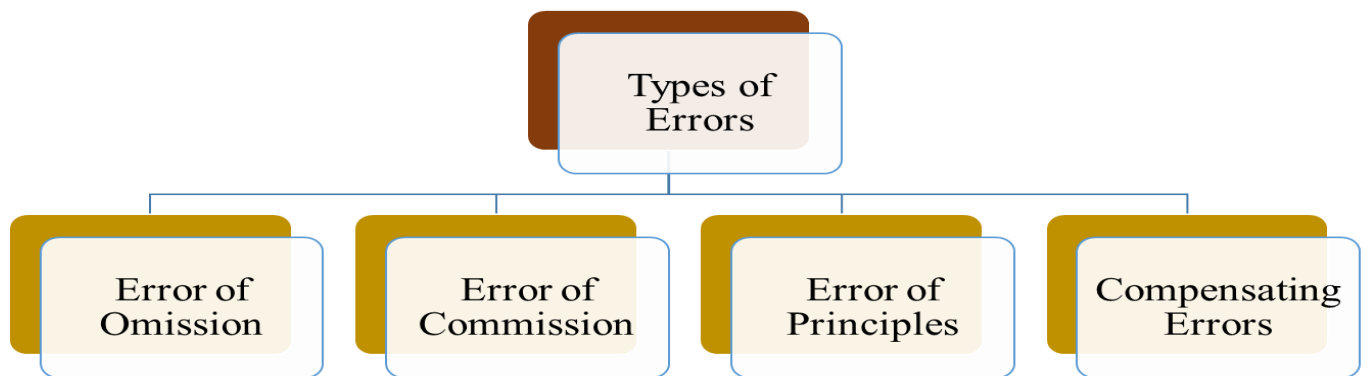 Types of
Errors
Error of
Omission
Error of
Commission
Error of
Principles
Compensating
Errors